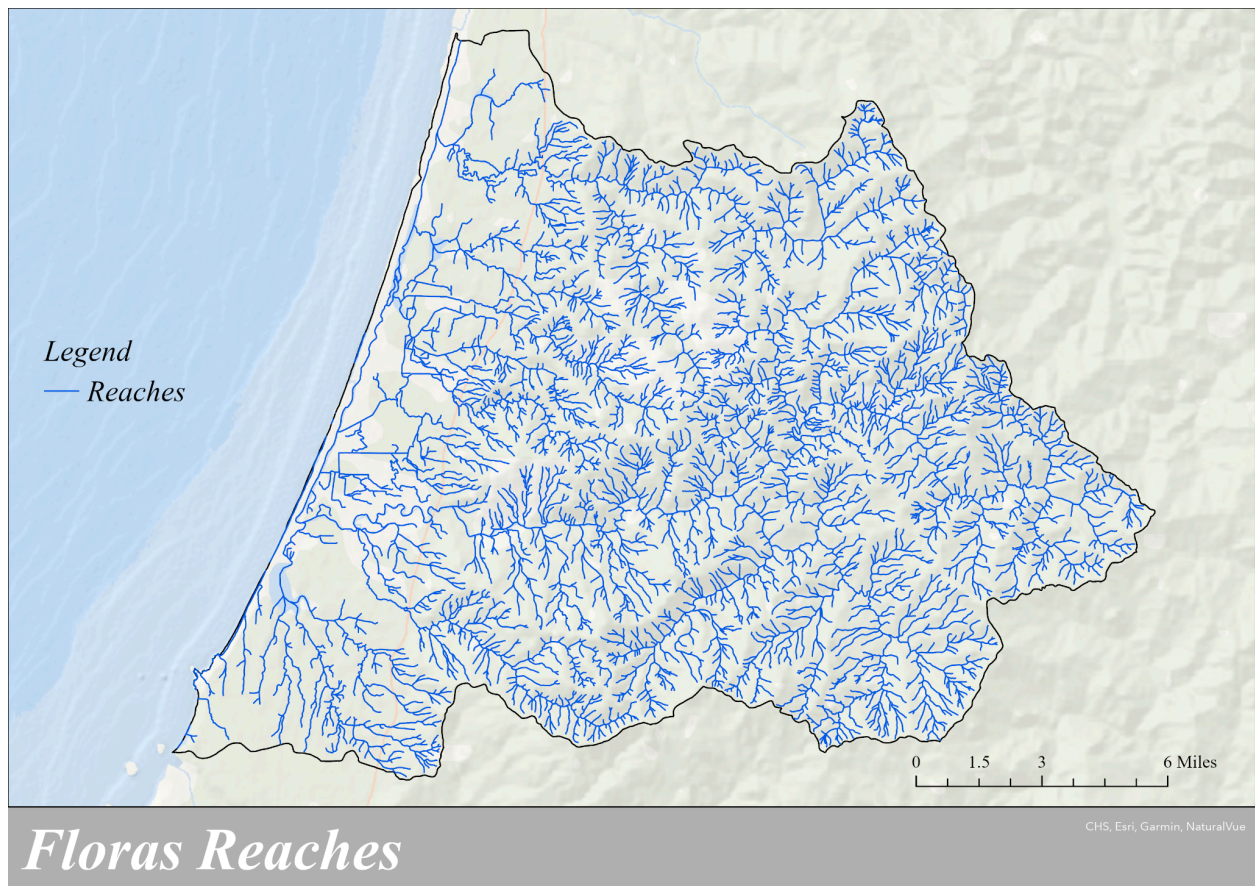 Legend
Reaches
0 1.5 3 6 Miles
CHS, Esri, Garmin, NaturalVue
Floras Reaches